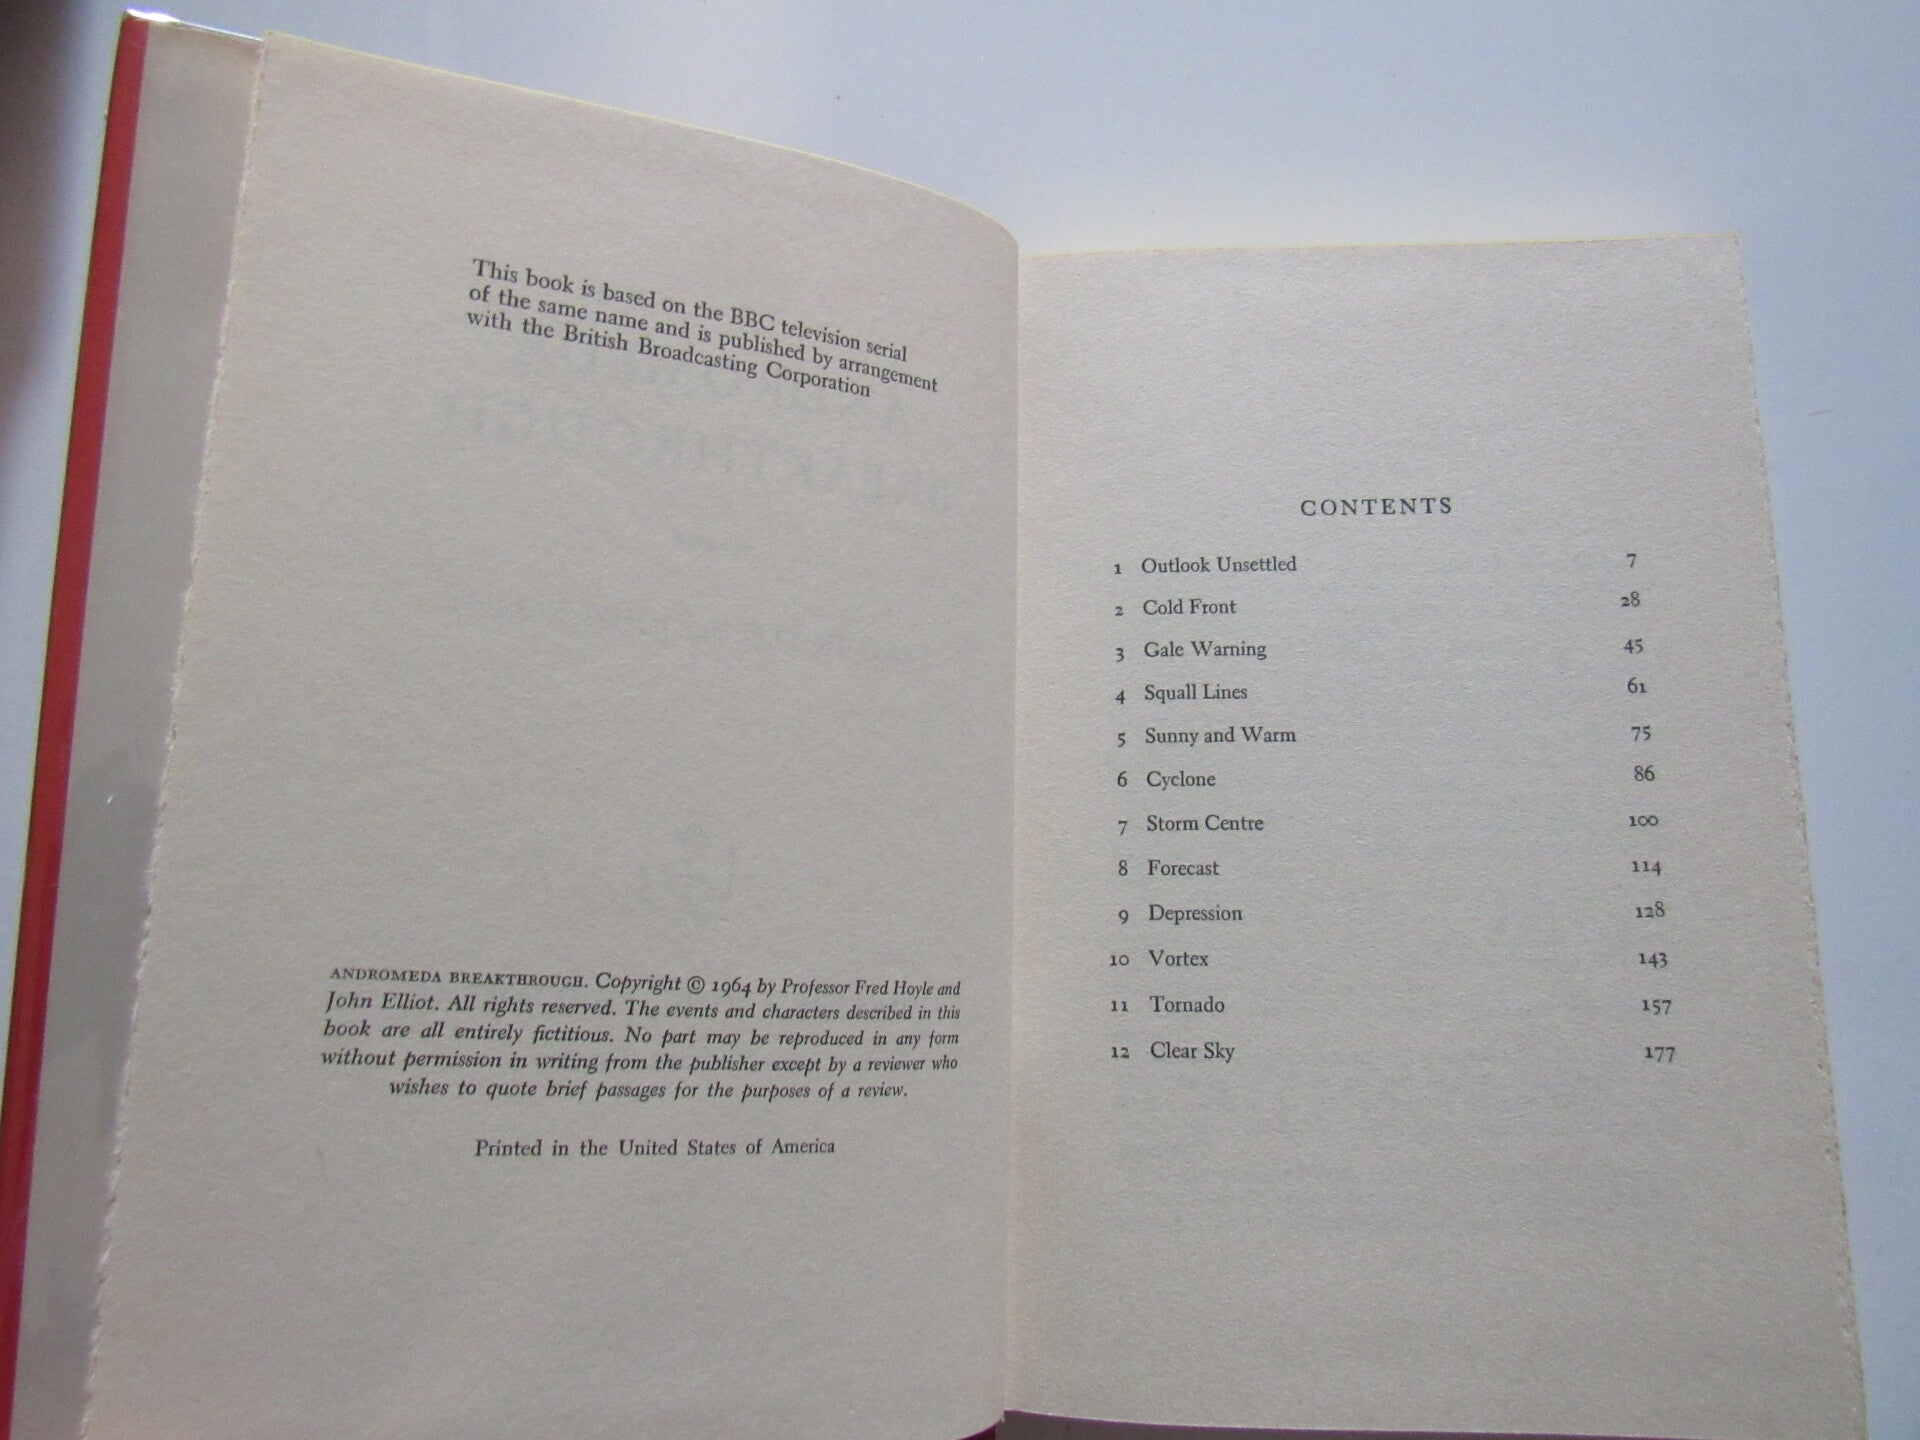 This book is based on the BBC television serial
of the same name and is published by arrangement
with the British Broadcasting Corporation
ANDROMEDA BREAKTHROUGH. Copyright © 1964 by Professor Fred Hoyle and
John Elliot. All rights reserved. The events and characters described in this
book are all entirely fictitious. No part may be reproduced in any form
without permission in writing from the publisher except by a reviewer who
wishes to quote brief passages for the purposes of a review.
Printed in the United States of America
CONTENTS
1 Outlook Unsettled 7
2 Cold Front 28
3 Gale Warning 45
4 Squall Lines 61
5 Sunny and Warm 75
6 Cyclone 86
7 Storm Centre 100
8 Forecast 114
9 Depression 128
10 Vortex 143
11 Tornado 157
12 Clear Sky 177